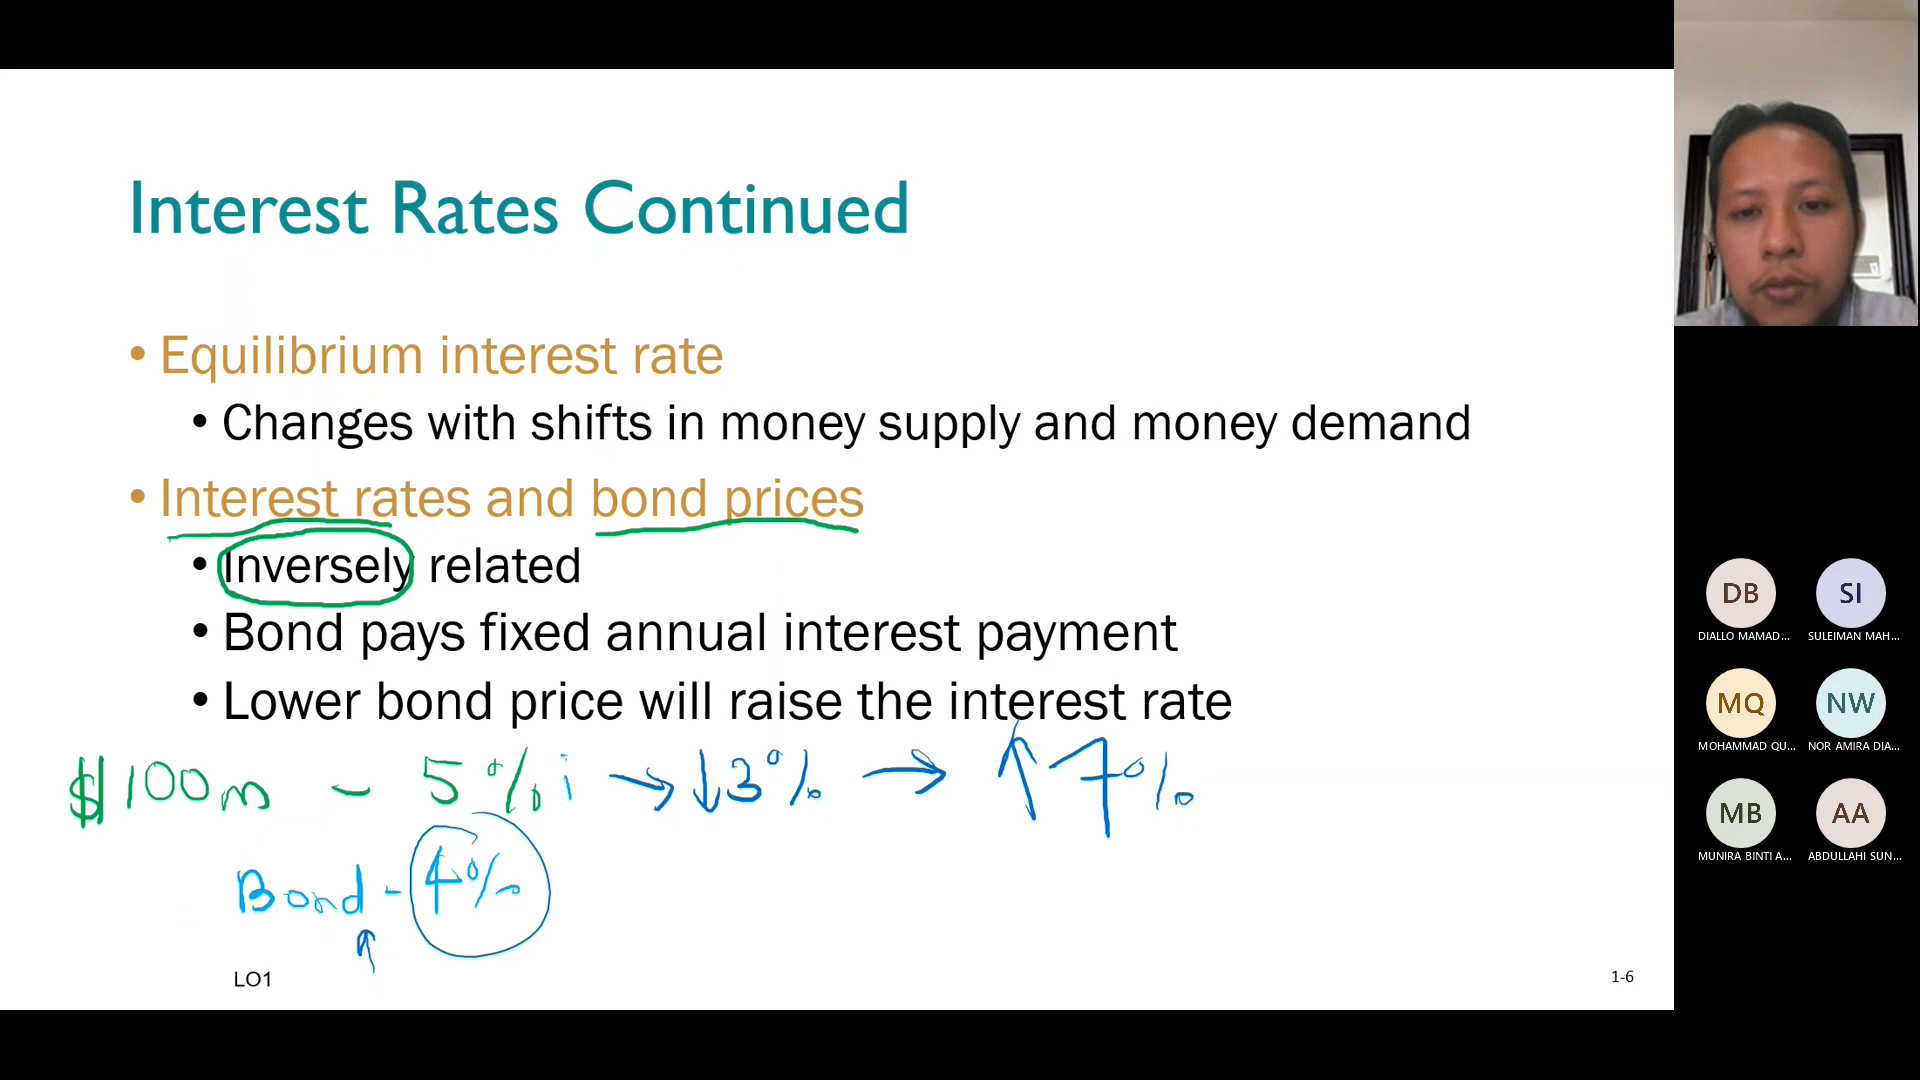 Interest Rates Continued
• Equilibrium interest rate
• Changes with shifts in money supply and money demand
• Interest rates and bond prices
• Inversely related
• Bond pays fixed annual interest payment
• Lower bond price will raise the interest rate
$100m - 5% i → ↓3% → ↑7%
Bond - 4%
↑
LO1
1-6
DB
SI
DIALLO MAMAD...
SULEIMAN MAH...
MQ
NW
MOHAMMAD QU...
NOR AMIRA DIA...
MB
AA
MUNIRA BINTI A...
ABDULLAHI SUN...